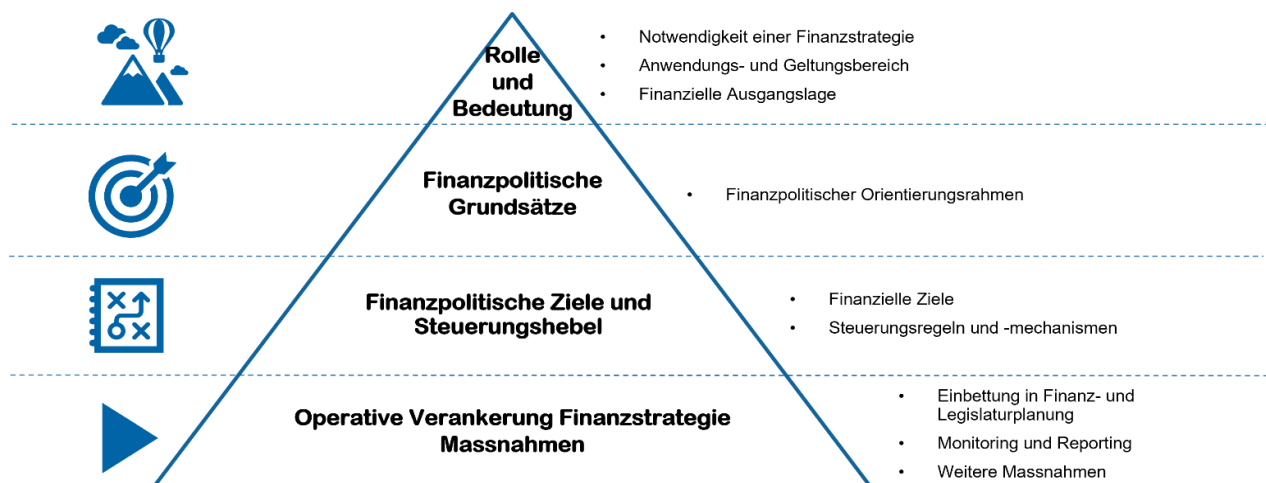 Rolle
und
Bedeutung
• Notwendigkeit einer Finanzstrategie
• Anwendungs- und Geltungsbereich
• Finanzielle Ausgangslage
Finanzpolitische
Grundsätze
• Finanzpolitischer Orientierungsrahmen
Finanzpolitische Ziele und
Steuerungshebel
• Finanzielle Ziele
• Steuerungsregeln und -mechanismen
Operative Verankerung Finanzstrategie
Massnahmen
• Einbettung in Finanz- und
Legislaturplanung
• Monitoring und Reporting
• Weitere Massnahmen